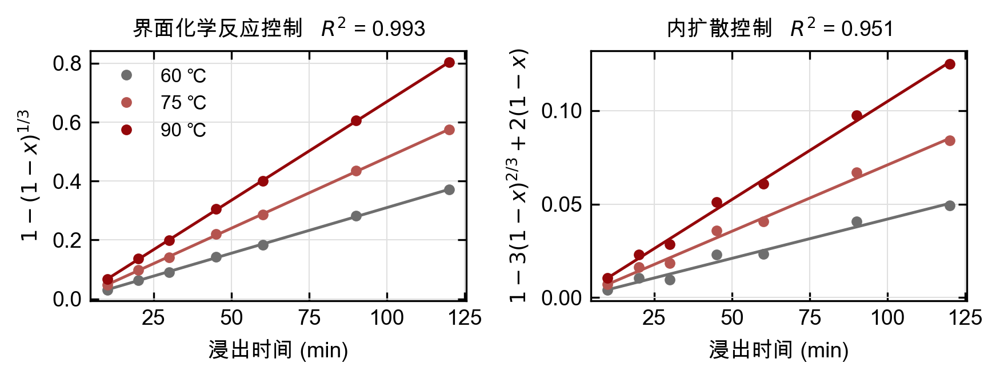 界面化学反应控制 R² = 0.993
1 − (1 − x)^{1/3}
0.8
0.6
0.4
0.2
0.0
60 ℃
75 ℃
90 ℃
25 50 75 100 125
浸出时间 (min)
内扩散控制 R² = 0.951
1 − 3(1 − x)^{2/3} + 2(1 − x)
0.10
0.05
0.00
25 50 75 100 125
浸出时间 (min)